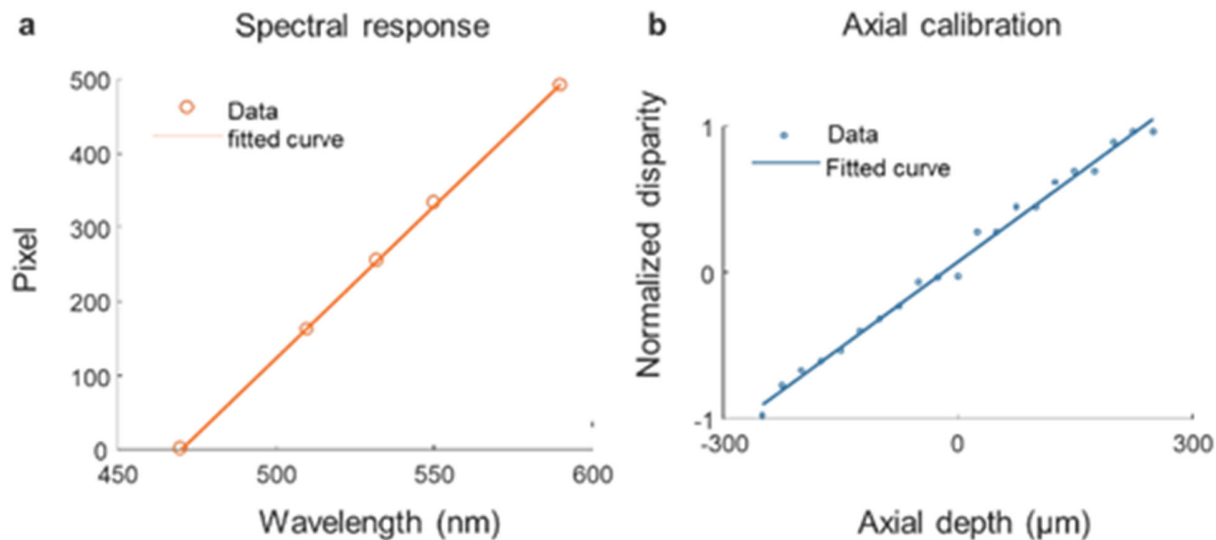 a Spectral response
500
400
300
200
100
0
450 500 550 600
Pixel
Wavelength (nm)
Data
fitted curve
b Axial calibration
1
0
-1
-300 0 300
Normalized disparity
Axial depth (μm)
Data
Fitted curve